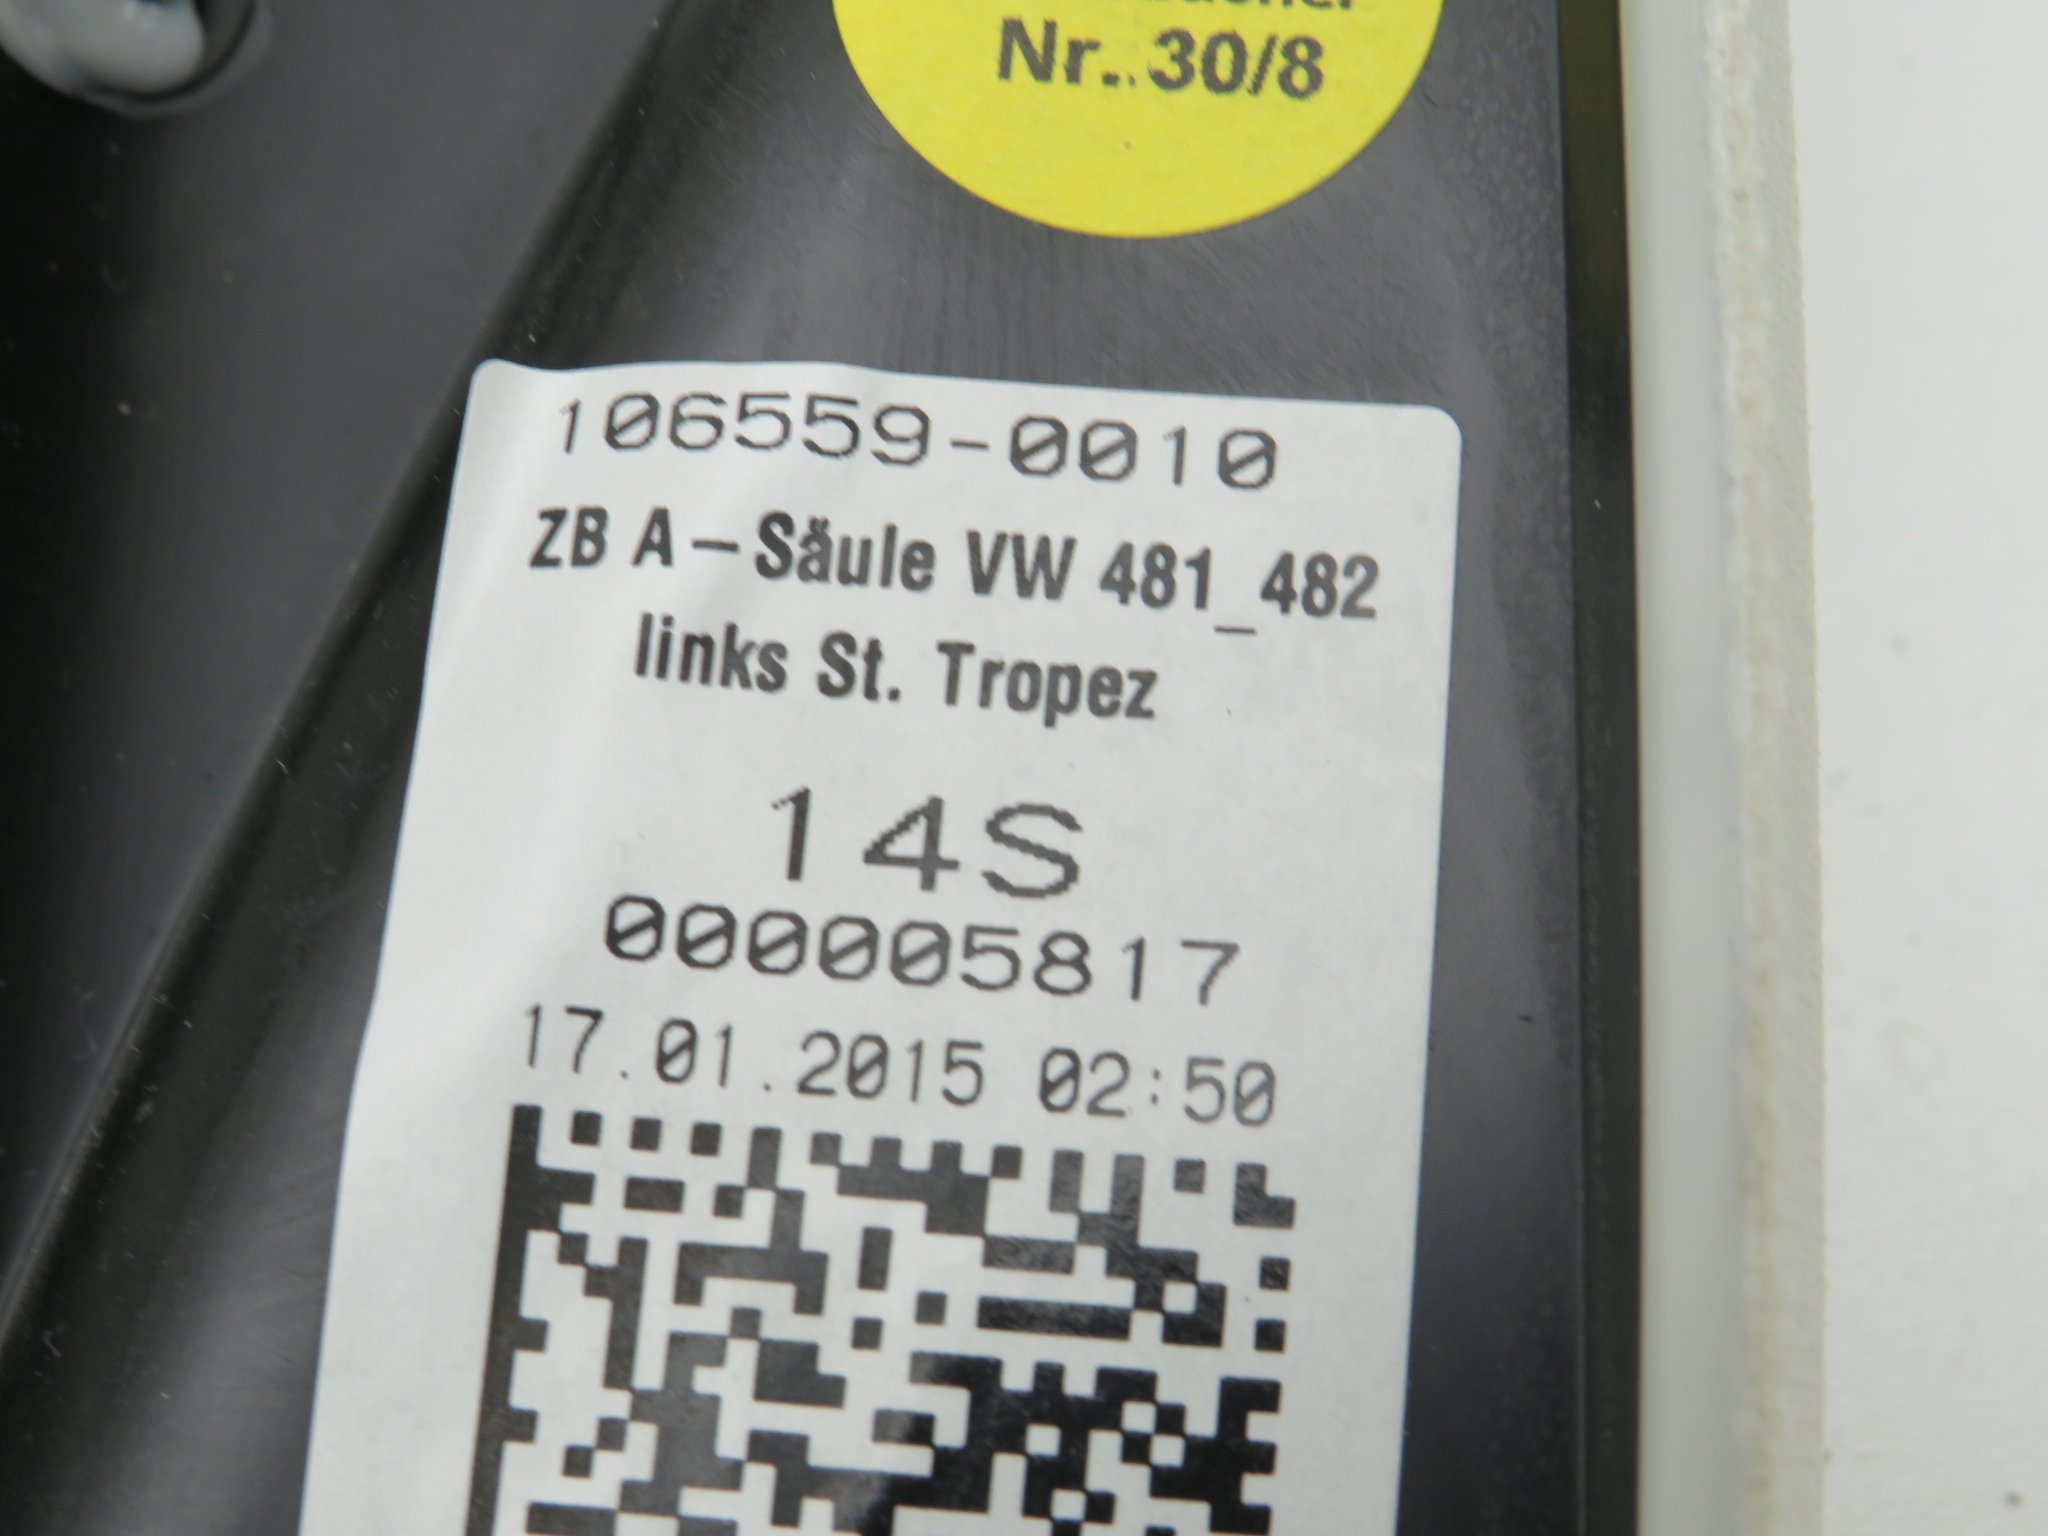 Nr. 30/8
106559-0010
ZB A-Säule VW 481_482
links St. Tropez
14S
000005817
17.01.2015 02:50